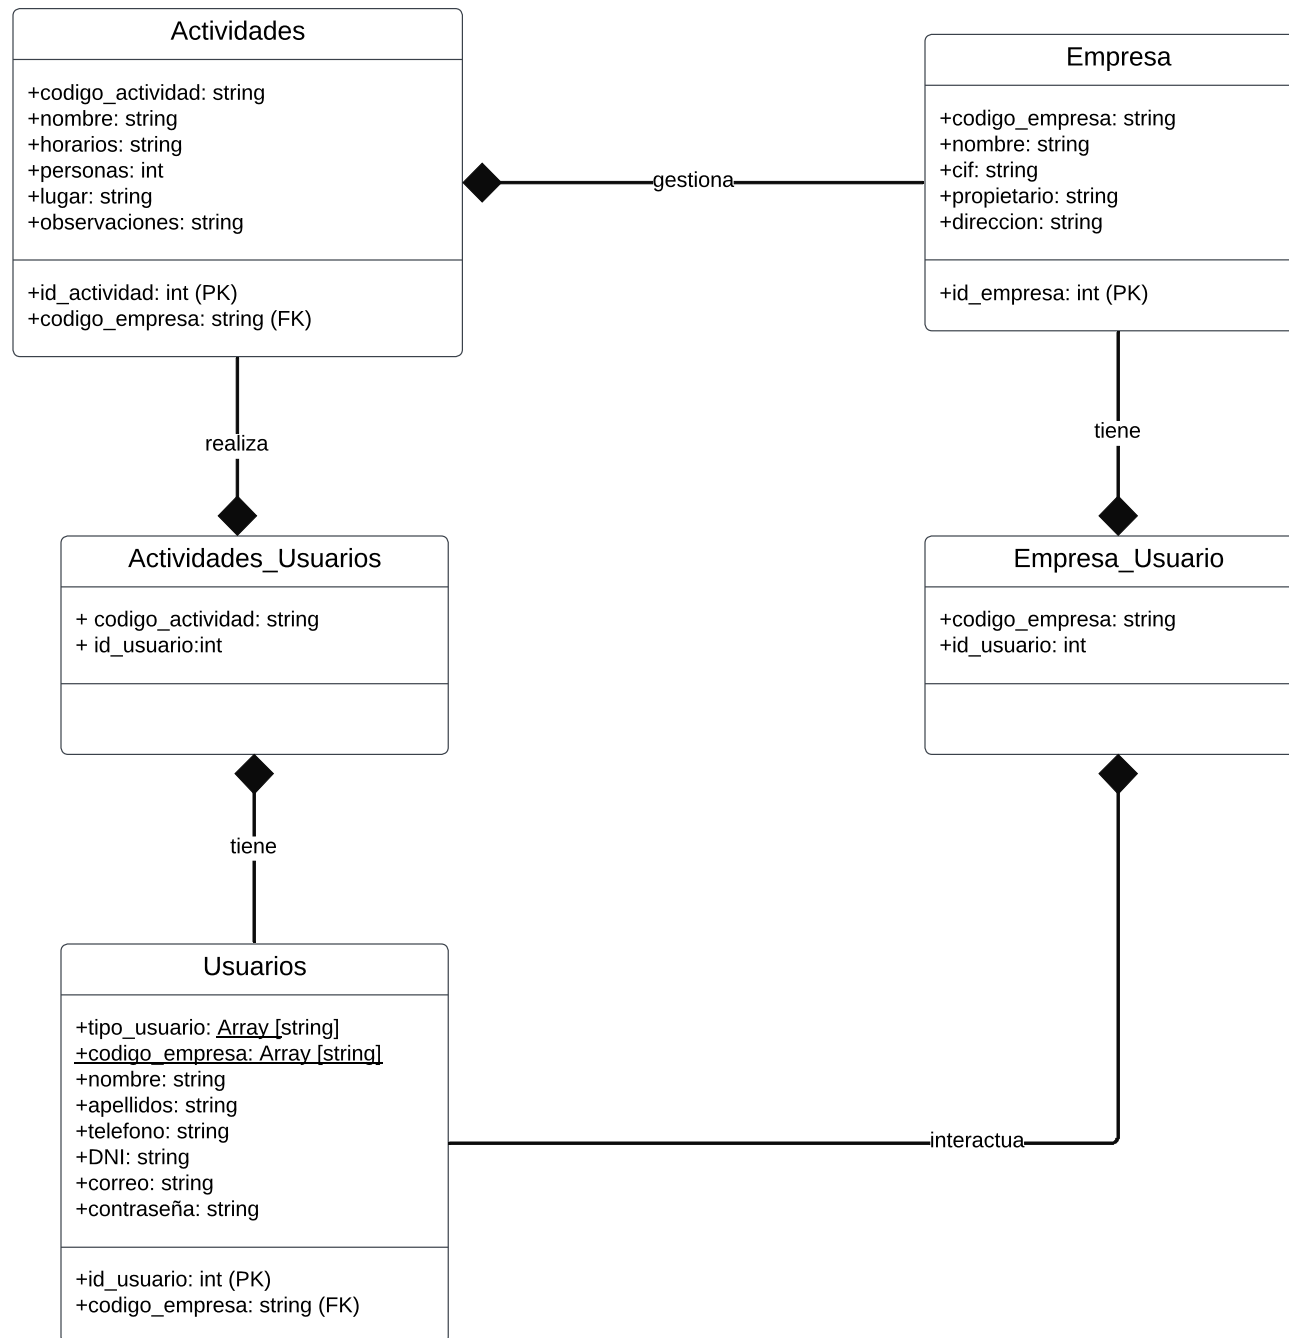 Actividades
+codigo_actividad: string
+nombre: string
+horarios: string
+personas: int
+lugar: string
+observaciones: string
+id_actividad: int (PK)
+codigo_empresa: string (FK)
gestiona
Empresa
+codigo_empresa: string
+nombre: string
+cif: string
+propietario: string
+direccion: string
+id_empresa: int (PK)
realiza
tiene
Actividades_Usuarios
+ codigo_actividad: string
+ id_usuario:int
Empresa_Usuario
+codigo_empresa: string
+id_usuario: int
tiene
Usuarios
+tipo_usuario: Array [string]
+codigo_empresa: Array [string]
+nombre: string
+apellidos: string
+telefono: string
+DNI: string
+correo: string
+contraseña: string
+id_usuario: int (PK)
+codigo_empresa: string (FK)
interactua